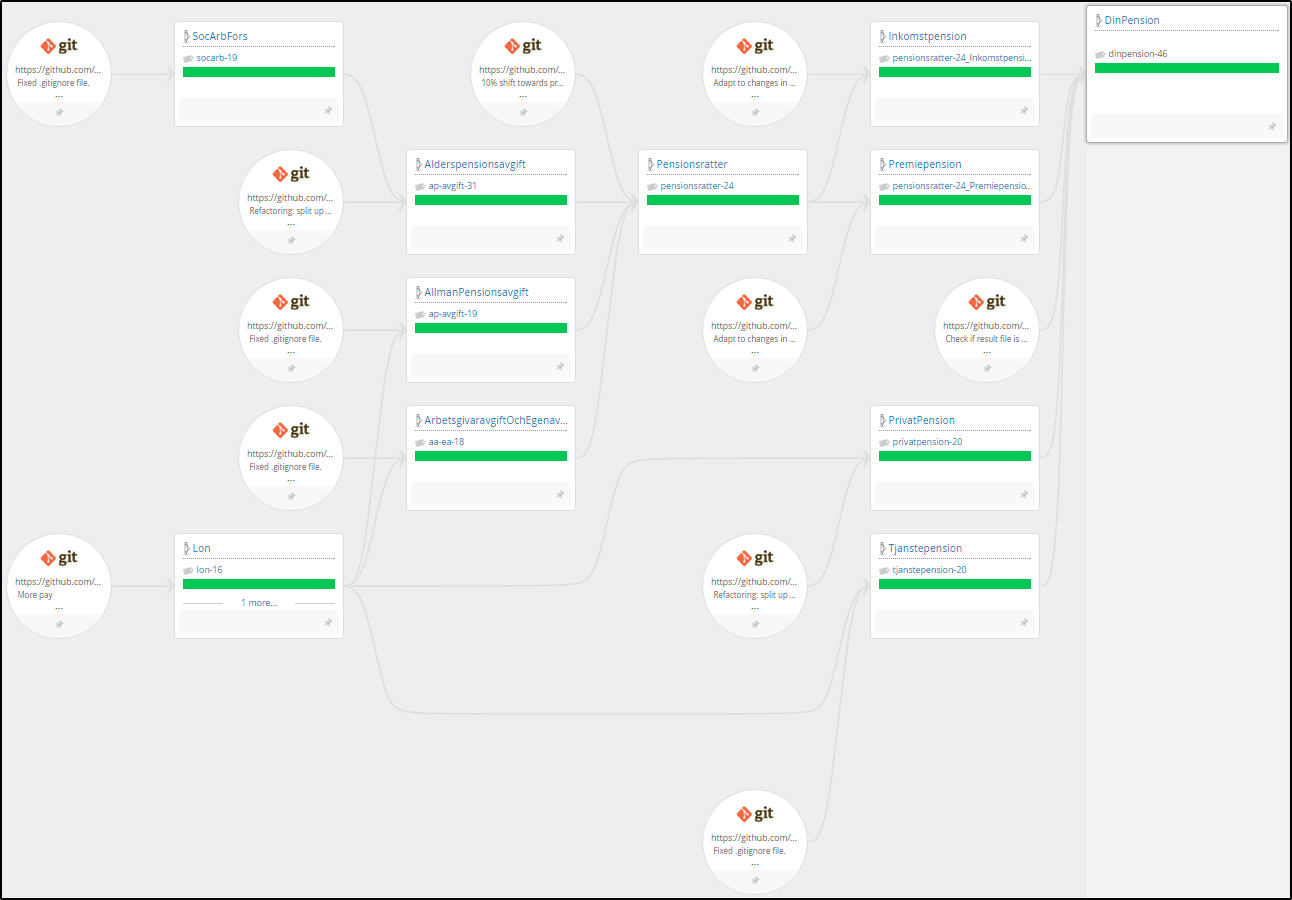 git
https://github.com/...
Fixed .gitignore file.
...
SocArbFors
socarb-19
git
https://github.com/...
10% shift towards pr...
...
git
https://github.com/...
Adapt to changes in ...
...
Inkomstpension
pensionsratter-24_Inkomstpensi...
DinPension
dinpension-46
git
https://github.com/...
Refactoring: split up ...
...
Alderspensionsavgift
ap-avgift-31
Pensionsratter
pensionsratter-24
Premiepension
pensionsratter-24_Premiepensio...
git
https://github.com/...
Fixed .gitignore file.
...
AllmanPensionsavgift
ap-avgift-19
git
https://github.com/...
Adapt to changes in ...
...
git
https://github.com/...
Check if result file is ...
...
git
https://github.com/...
Fixed .gitignore file.
...
ArbetsgivaravgiftOchEgenav...
aa-ea-18
PrivatPension
privatpension-20
git
https://github.com/...
More pay
...
Lon
lon-16
1 more...
git
https://github.com/...
Refactoring: split up ...
...
Tjanstepension
tjanstepension-20
git
https://github.com/...
Fixed .gitignore file.
...